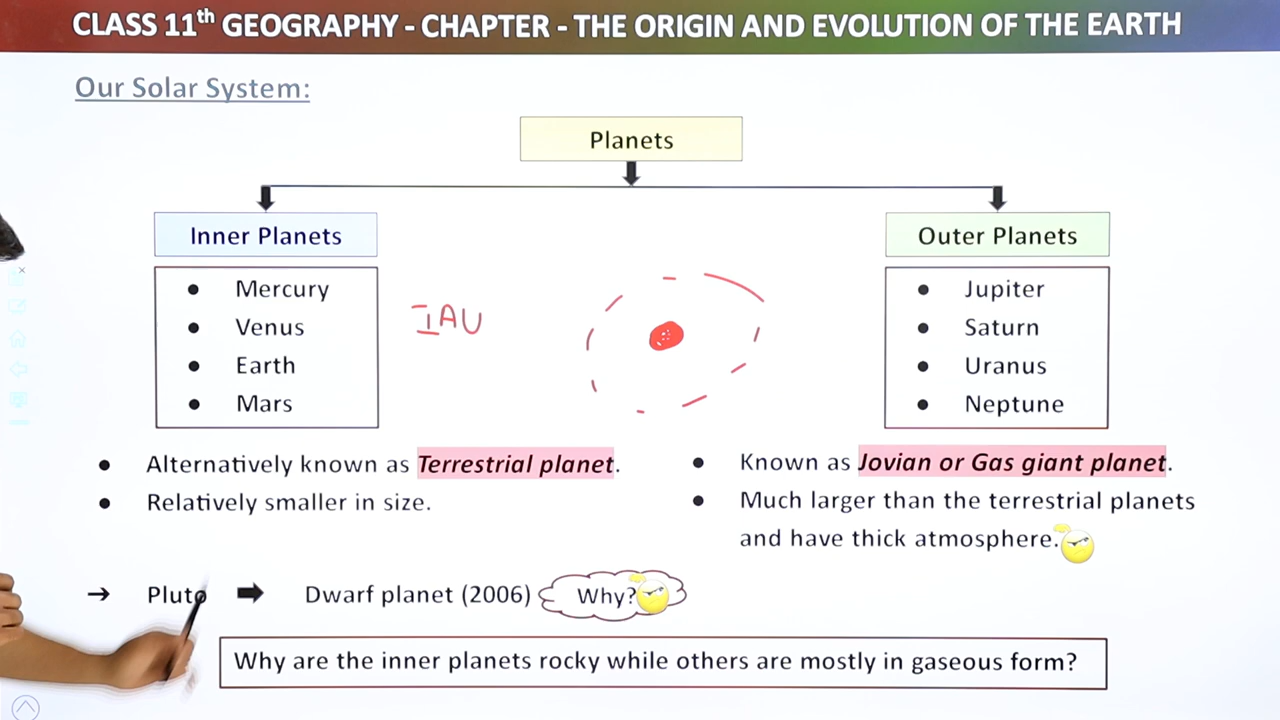 CLASS 11th GEOGRAPHY - CHAPTER - THE ORIGIN AND EVOLUTION OF THE EARTH
Our Solar System:
Planets
Inner Planets
● Mercury
● Venus
● Earth
● Mars
IAU
Outer Planets
● Jupiter
● Saturn
● Uranus
● Neptune
● Alternatively known as Terrestrial planet.
● Relatively smaller in size.
● Known as Jovian or Gas giant planet.
● Much larger than the terrestrial planets
and have thick atmosphere.
→ Pluto ➡ Dwarf planet (2006) Why?
Why are the inner planets rocky while others are mostly in gaseous form?